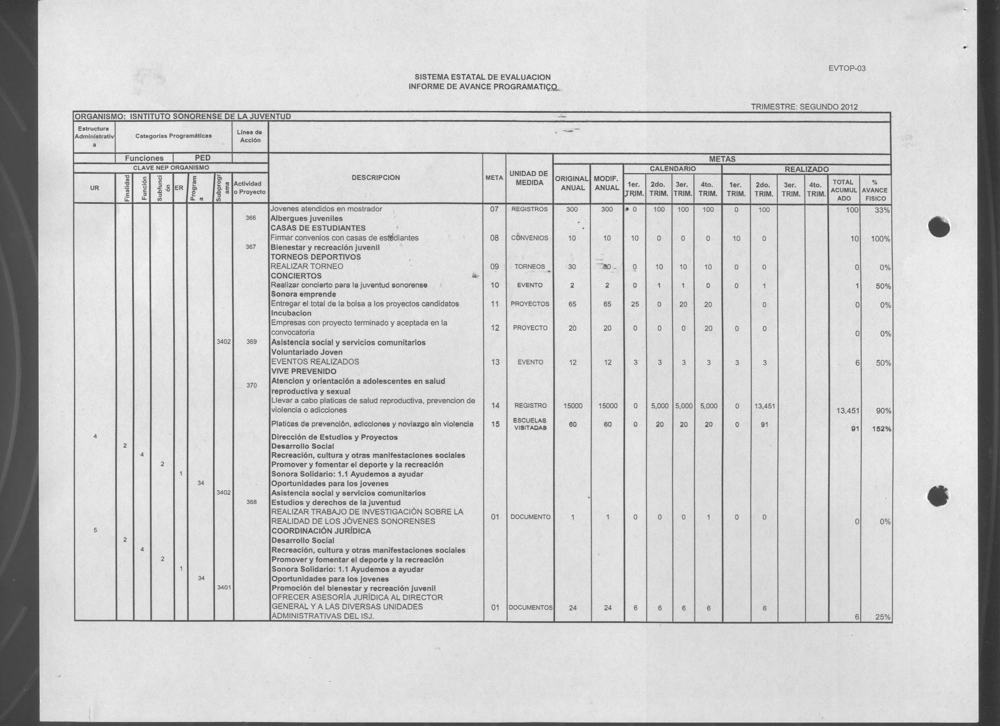 EVTOP-03
SISTEMA ESTATAL DE EVALUACION
INFORME DE AVANCE PROGRAMATICO
TRIMESTRE: SEGUNDO 2012
ORGANISMO: ISNTITUTO SONORENSE DE LA JUVENTUD
Estructura Administrativa
Categorías Programáticas
Línea de Acción
Funciones PED
CLAVE NEP ORGANISMO
UR Finalidad Función Subfunción ER Programa Subprograma Actividad o Proyecto
DESCRIPCION META UNIDAD DE MEDIDA
METAS
ORIGINAL ANUAL MODIF. ANUAL
CALENDARIO REALIZADO
1er. TRIM. 2do. TRIM. 3er. TRIM. 4to. TRIM. 1er. TRIM. 2do. TRIM. 3er. TRIM. 4to. TRIM. TOTAL ACUMULADO % AVANCE FISICO
Jovenes atendidos en mostrador 07 REGISTROS 300 300 0 100 100 100 0 100 100 33%
366 Albergues juveniles
CASAS DE ESTUDIANTES
Firmar convenios con casas de estudiantes 08 CONVENIOS 10 10 10 0 0 0 10 0 10 100%
367 Bienestar y recreación juvenil
TORNEOS DEPORTIVOS
REALIZAR TORNEO 09 TORNEOS 30 30 0 10 10 10 0 0 0 0%
CONCIERTOS
Realizar concierto para la juventud sonorense 10 EVENTO 2 2 0 1 1 0 0 1 1 50%
Sonora emprende
Entregar el total de la bolsa a los proyectos candidatos 11 PROYECTOS 65 65 25 0 20 20 0 0 0%
Incubacion
Empresas con proyecto terminado y aceptada en la
convocatoria 12 PROYECTO 20 20 0 0 0 20 0 0 0 0%
3402 369 Asistencia social y servicios comunitarios
Voluntariado Joven
EVENTOS REALIZADOS 13 EVENTO 12 12 3 3 3 3 3 3 6 50%
VIVE PREVENIDO
370 Atencion y orientación a adolescentes en salud
reproductiva y sexual
Llevar a cabo platicas de salud reproductiva, prevencion de
violencia o adicciones 14 REGISTRO 15000 15000 0 5,000 5,000 5,000 0 13,451 13,451 90%
Platicas de prevención, adicciones y noviazgo sin violencia 15 ESCUELAS VISITADAS 60 60 0 20 20 20 0 91 91 152%
4 Dirección de Estudios y Proyectos
2 Desarrollo Social
4 Recreación, cultura y otras manifestaciones sociales
2 Promover y fomentar el deporte y la recreación
1 Sonora Solidario: 1.1 Ayudemos a ayudar
34 Oportunidades para los jovenes
3402 Asistencia social y servicios comunitarios
368 Estudios y derechos de la juventud
REALIZAR TRABAJO DE INVESTIGACIÓN SOBRE LA
REALIDAD DE LOS JÓVENES SONORENSES 01 DOCUMENTO 1 1 0 0 0 1 0 0 0 0%
5 COORDINACIÓN JURÍDICA
2 Desarrollo Social
4 Recreación, cultura y otras manifestaciones sociales
2 Promover y fomentar el deporte y la recreación
1 Sonora Solidario: 1.1 Ayudemos a ayudar
34 Oportunidades para los jovenes
3401 Promoción del bienestar y recreación juvenil
OFRECER ASESORÍA JURÍDICA AL DIRECTOR
GENERAL Y A LAS DIVERSAS UNIDADES 01 DOCUMENTOS 24 24 6 6 6 6 6
ADMINISTRATIVAS DEL ISJ. 6 25%